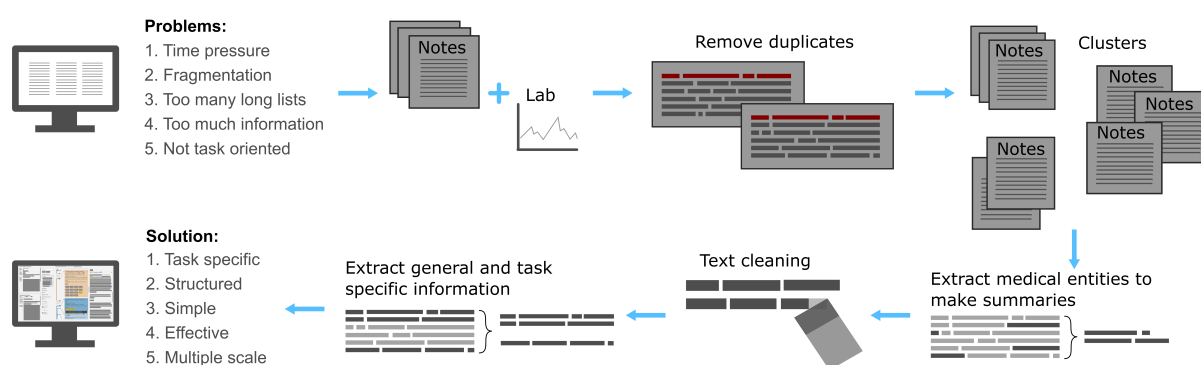 Problems:
1. Time pressure
2. Fragmentation
3. Too many long lists
4. Too much information
5. Not task oriented
Notes
Lab
Remove duplicates
Clusters
Notes
Notes
Notes
Notes
Notes
Extract medical entities to
make summaries
Text cleaning
Extract general and task
specific information
Solution:
1. Task specific
2. Structured
3. Simple
4. Effective
5. Multiple scale